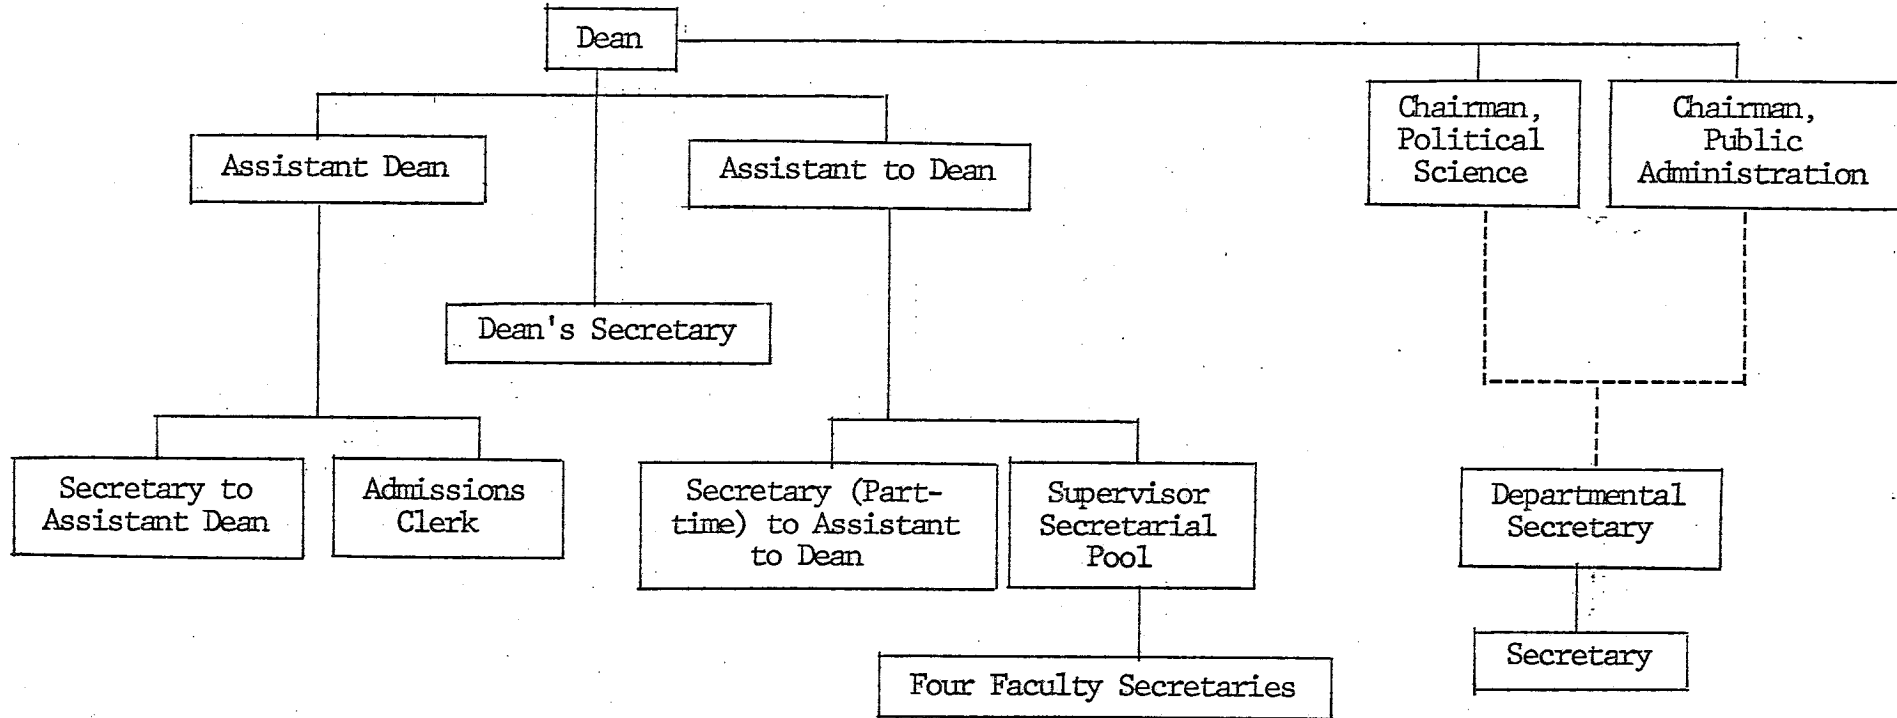 Dean
Chairman,
Political
Science
Chairman,
Public
Administration
Assistant Dean
Assistant to Dean
Dean's Secretary
Secretary to
Assistant Dean
Admissions
Clerk
Secretary (Part-
time) to Assistant
to Dean
Supervisor
Secretarial
Pool
Departmental
Secretary
Four Faculty Secretaries
Secretary